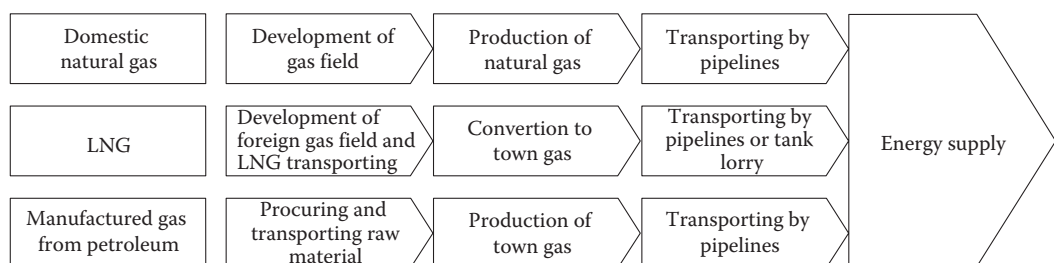 Domestic
natural gas
Development of
gas field
Production of
natural gas
Transporting by
pipelines
LNG
Development of
foreign gas field and
LNG transporting
Convertion to
town gas
Transporting by
pipelines or tank
lorry
Energy supply
Manufactured gas
from petroleum
Procuring and
transporting raw
material
Production of
town gas
Transporting by
pipelines